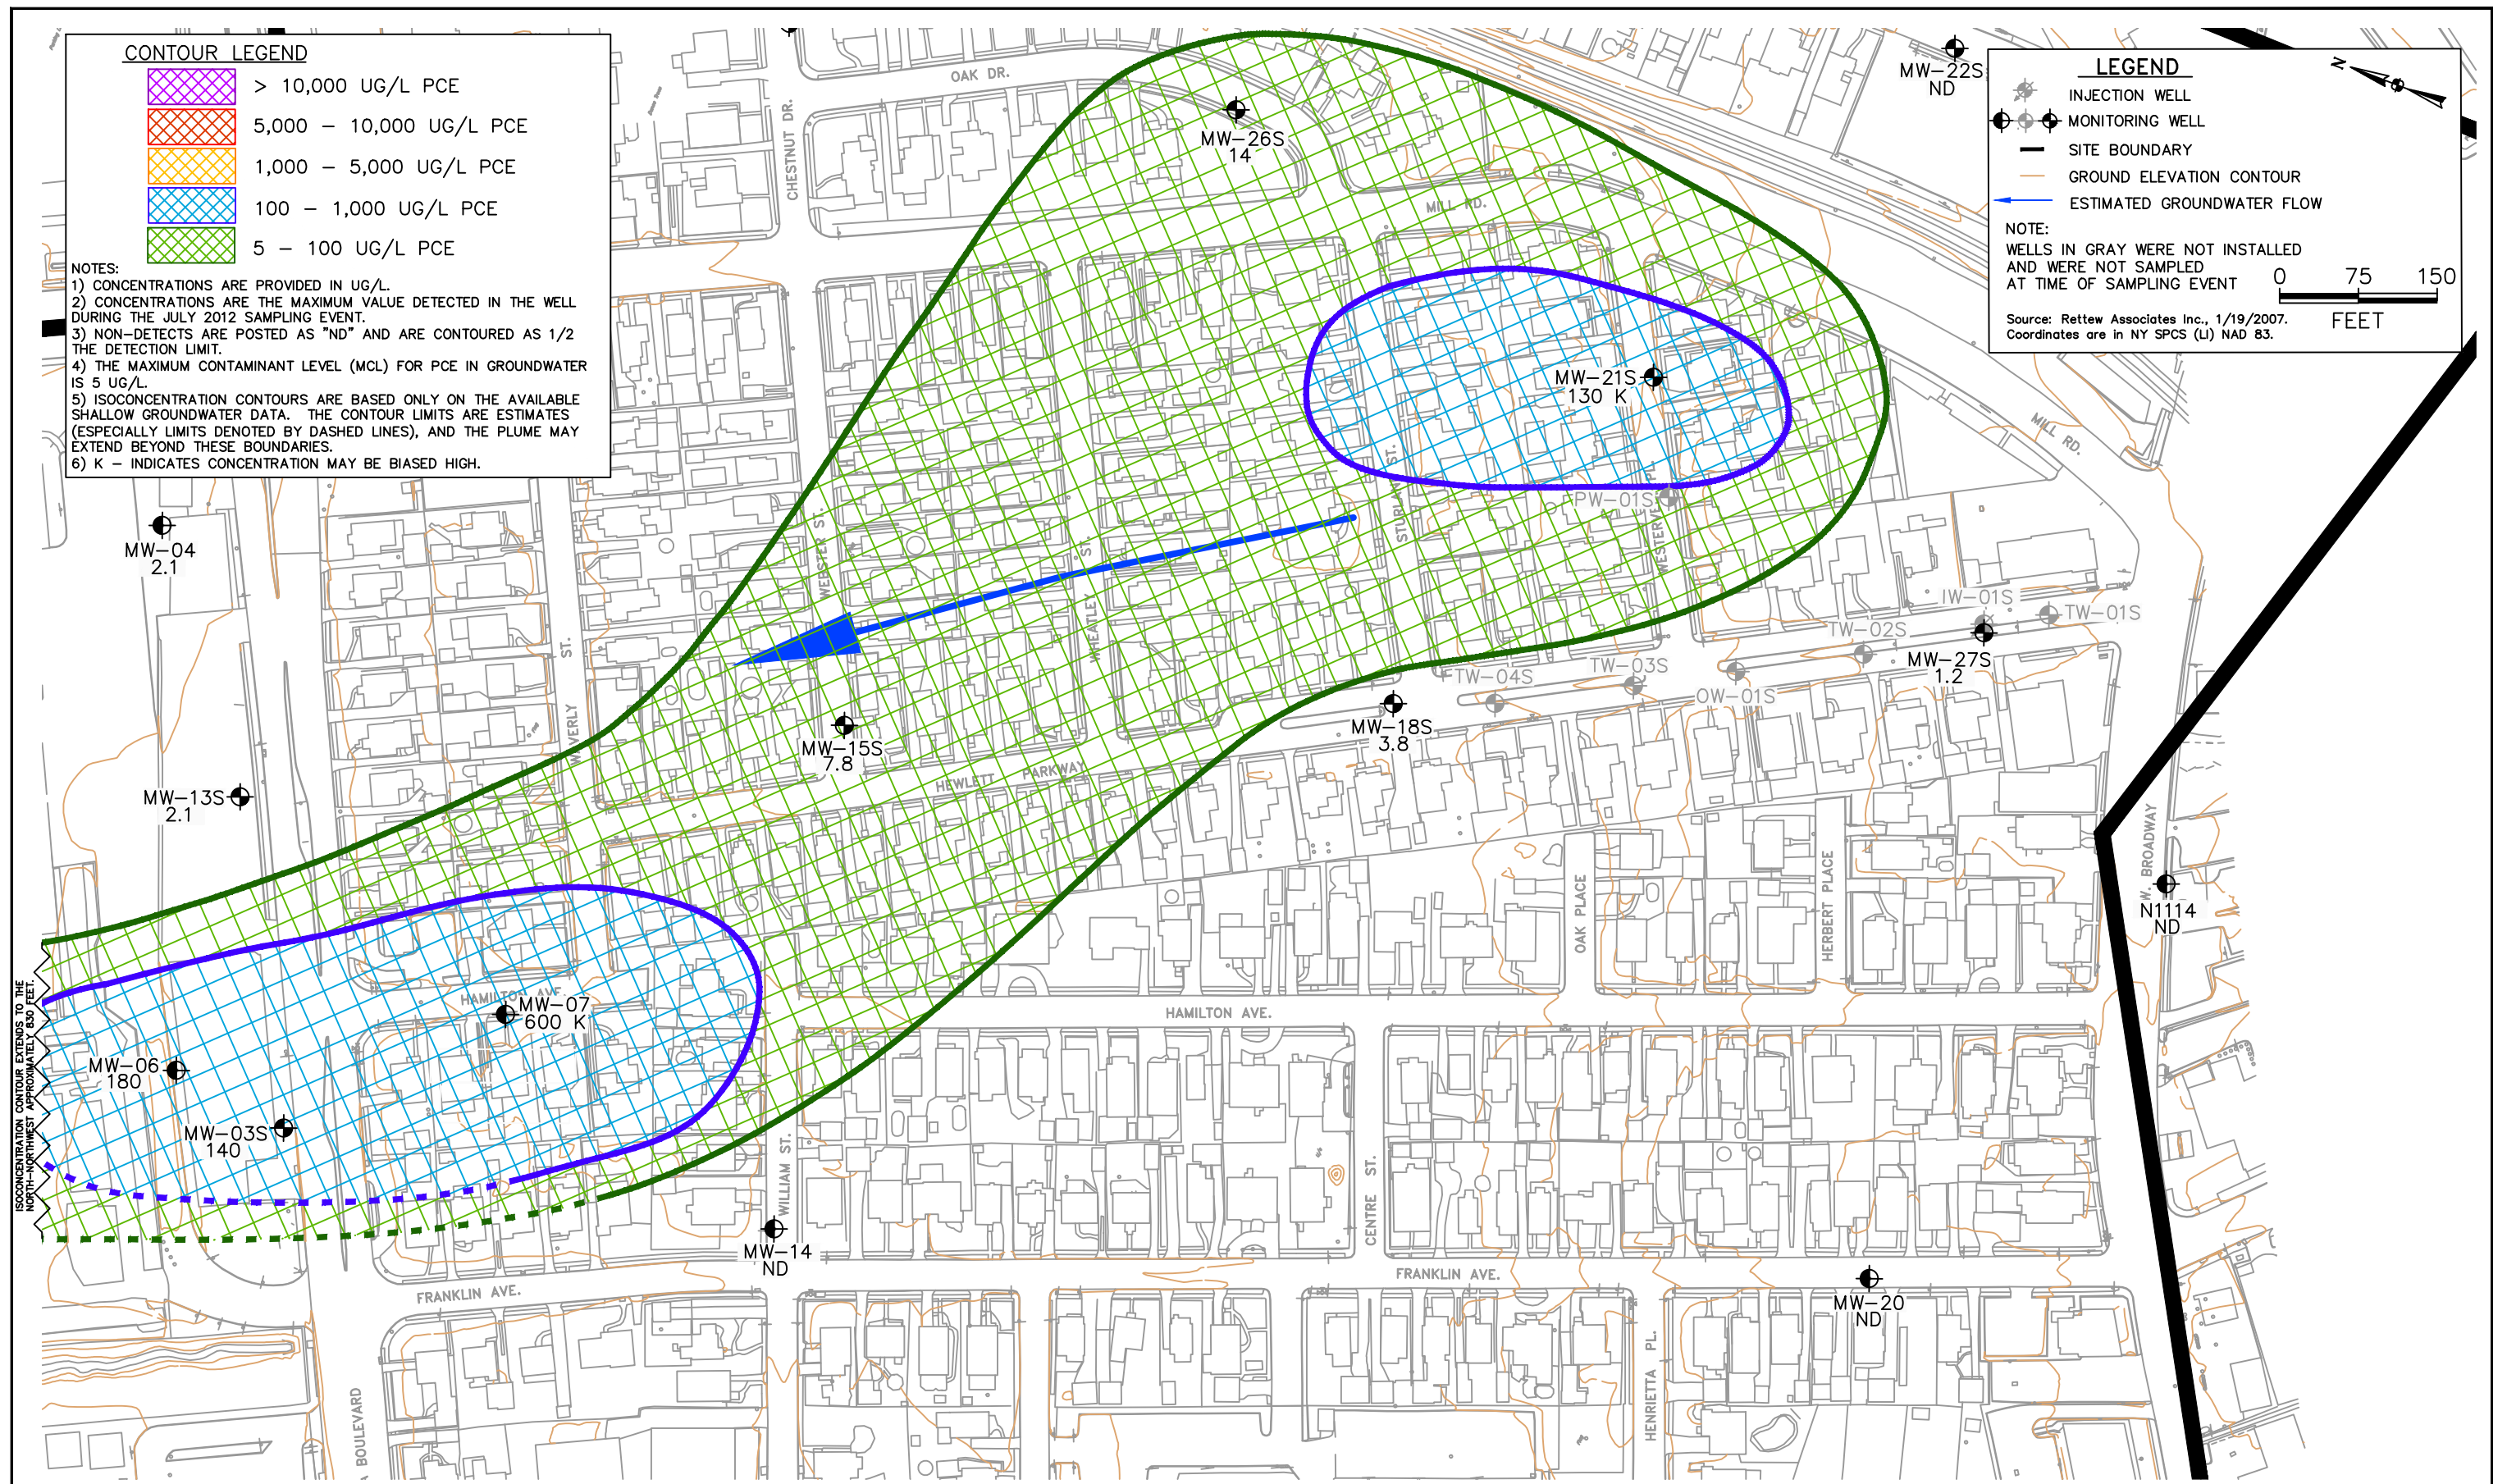 CONTOUR LEGEND
> 10,000 UG/L PCE
5,000 – 10,000 UG/L PCE
1,000 – 5,000 UG/L PCE
100 – 1,000 UG/L PCE
5 – 100 UG/L PCE
NOTES:
1) CONCENTRATIONS ARE PROVIDED IN UG/L.
2) CONCENTRATIONS ARE THE MAXIMUM VALUE DETECTED IN THE WELL
DURING THE JULY 2012 SAMPLING EVENT.
3) NON–DETECTS ARE POSTED AS "ND" AND ARE CONTOURED AS 1/2
THE DETECTION LIMIT.
4) THE MAXIMUM CONTAMINANT LEVEL (MCL) FOR PCE IN GROUNDWATER
IS 5 UG/L.
5) ISOCONCENTRATION CONTOURS ARE BASED ONLY ON THE AVAILABLE
SHALLOW GROUNDWATER DATA. THE CONTOUR LIMITS ARE ESTIMATES
(ESPECIALLY LIMITS DENOTED BY DASHED LINES), AND THE PLUME MAY
EXTEND BEYOND THESE BOUNDARIES.
6) K – INDICATES CONCENTRATION MAY BE BIASED HIGH.
LEGEND
N
INJECTION WELL
MONITORING WELL
SITE BOUNDARY
GROUND ELEVATION CONTOUR
ESTIMATED GROUNDWATER FLOW
NOTE:
WELLS IN GRAY WERE NOT INSTALLED
AND WERE NOT SAMPLED
AT TIME OF SAMPLING EVENT
0 75 150
FEET
Source: Rettew Associates Inc., 1/19/2007.
Coordinates are in NY SPCS (LI) NAD 83.
MW–22S
ND
OAK DR.
CHESTNUT DR.
MW–26S
14
MILL RD.
MW–21S
130 K
MILL RD.
PW–01S
STURL ST.
WESTER PL.
WEBSTER ST.
WHEATLEY ST.
WAVERLY ST.
MW–04
2.1
IW–01S
TW–01S
TW–02S
MW–27S
1.2
TW–03S
TW–04S
OW–01S
MW–18S
3.8
MW–15S
7.8
HEWLETT PARKWAY
MW–13S
2.1
W. BROADWAY
N1114
ND
OAK PLACE
HERBERT PLACE
HAMILTON AVE.
MW–07
600 K
HAMILTON AVE.
MW–06
180
MW–03S
140
ISOCONCENTRATION CONTOUR EXTENDS TO THE
NORTH–NORTHWEST APPROXIMATELY 830 FEET.
WILLIAM ST.
CENTRE ST.
MW–14
ND
FRANKLIN AVE.
FRANKLIN AVE.
MW–20
ND
HENRIETTA PL.
BOULEVARD